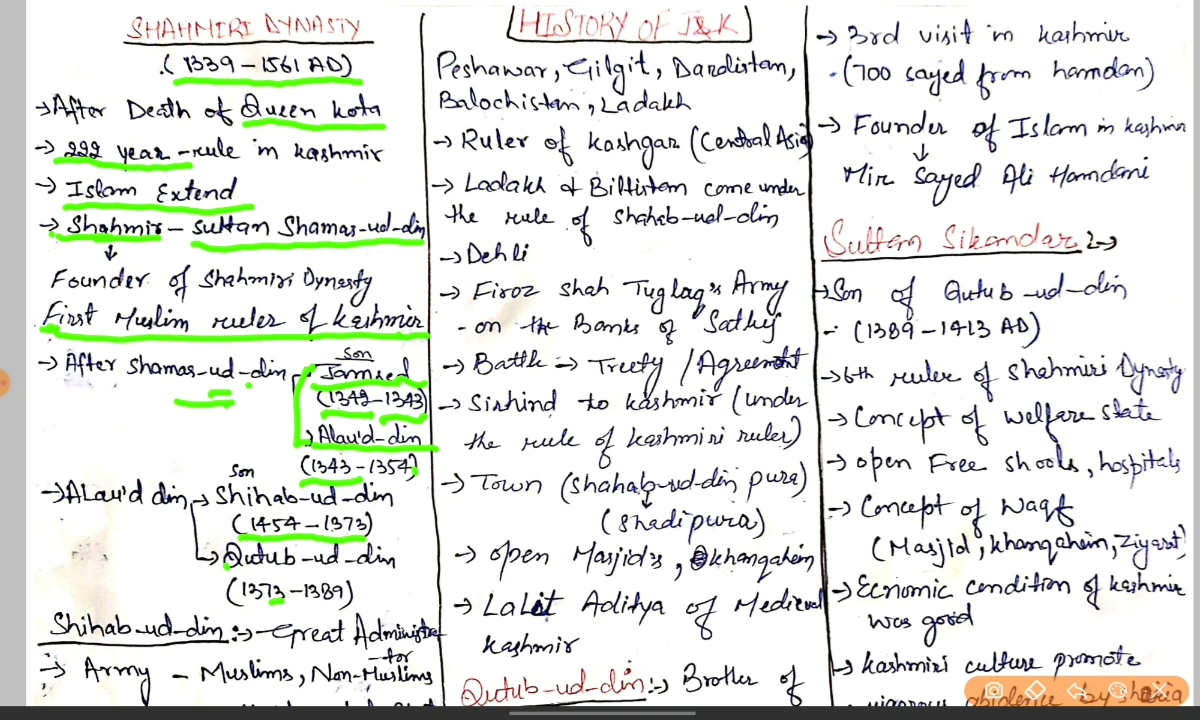 SHAHMIRI DYNASTY
(1339-1561 AD)
→ After Death of Queen kota
→ 222 year - rule in kashmir
→ Islam Extend
→ Shahmir - sultan Shamas-ud-din
↓
Founder of Shahmiri Dynasty
First Muslim rulers of kashmir
→ After shamas-ud-din
son
Jamsed
(1342-1343)
→ Alau'd-din
(1343-1354)
son
→ ALau'd din → Shihab-ud-din
(1454-1373)
→ Qutub-ud-din
(1373-1389)
Shihab-ud-din :→ Great Administra
-tor
→ Army - Muslims, Non-Muslims
HISTORY OF J&K
Peshawar, Gilgit, Dardistan,
Balochistan, Ladakh
→ Ruler of kashgar (Central Asia)
→ Ladakh & Biltistan come under
the rule of shahab-ud-din
→ Dehli
→ Firoz shah Tuglaq's Army
- on the Banks of Satluj
→ Battle → Treety / Agreement
→ Sirhind to kashmir (under
the rule of kashmiri ruler)
→ Town (shahab-ud-din pura)
↓
(shadipura)
→ open Masjid's, khanqahein
→ Lalit Aditya of Medieval
kashmir
Qutub-ud-din :→ Brother of
→ 3rd visit in kashmir
(700 sayed from hamdan)
→ Founder of Islam in kashmir
↓
Mir Sayed Ali Hamdani
Sultan Sikandar :→
→ Son of Qutub-ud-din
(1389-1413 AD)
→ 6th ruler of Shahmiri Dynasty
→ Concept of welfare state
→ open Free shools, hospitals
→ Concept of Waqf
(Masjid, khanqahein, Ziyarat)
→ Ecnomic condition of kashmir
was good
→ kashmiri culture promote
by sharia